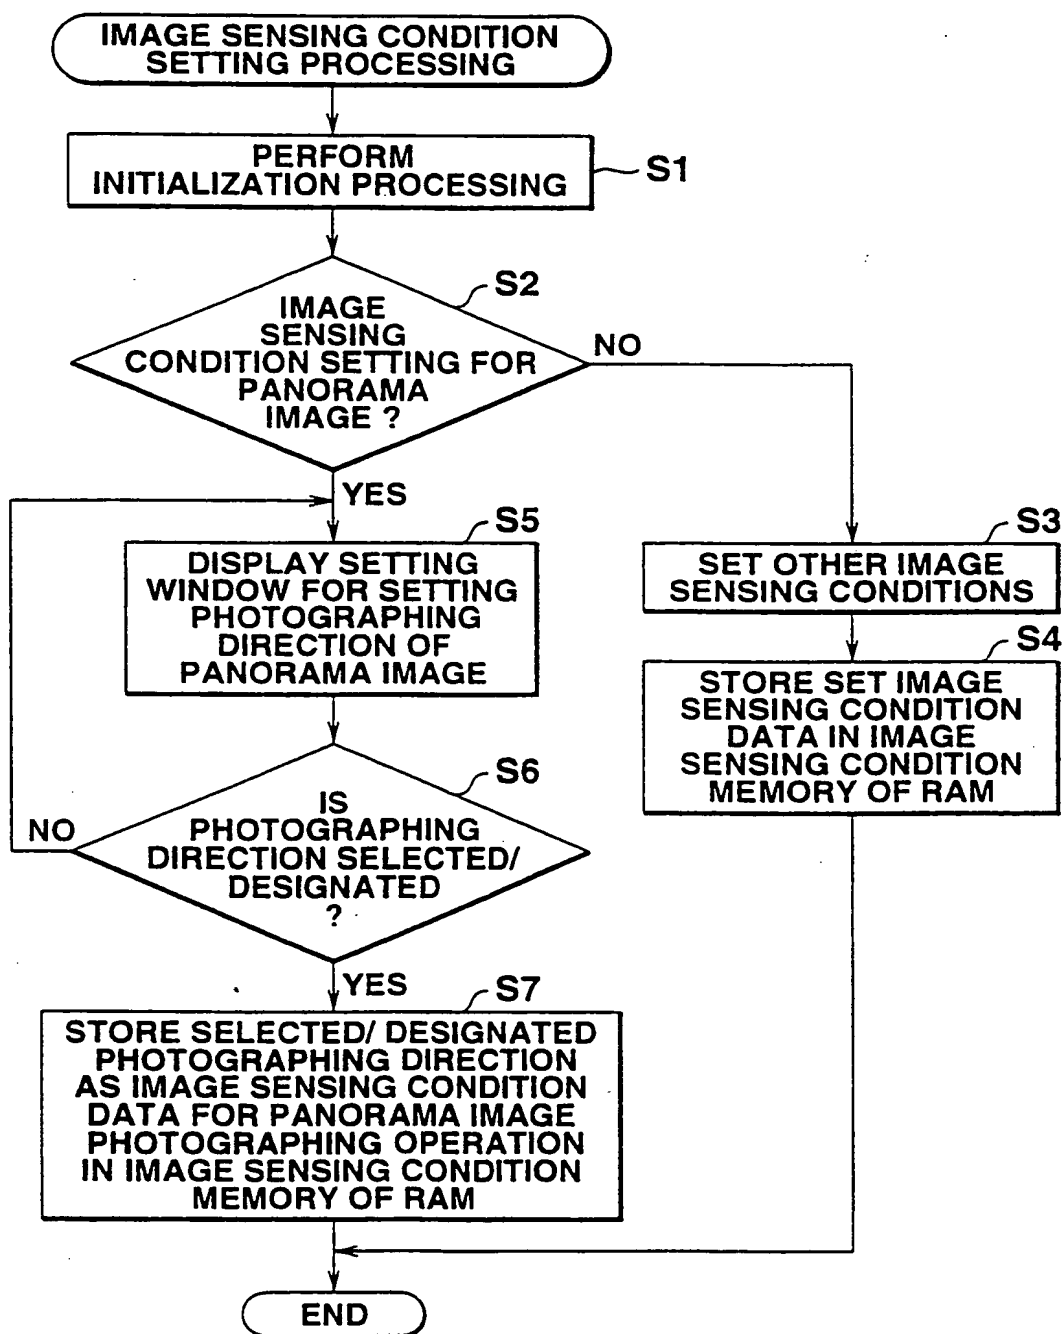 IMAGE SENSING CONDITION
SETTING PROCESSING
PERFORM
INITIALIZATION PROCESSING
S1
S2
IMAGE
SENSING
CONDITION SETTING FOR
PANORAMA
IMAGE ?
NO
YES
S5
DISPLAY SETTING
WINDOW FOR SETTING
PHOTOGRAPHING
DIRECTION OF
PANORAMA IMAGE
S3
SET OTHER IMAGE
SENSING CONDITIONS
S4
STORE SET IMAGE
SENSING CONDITION
DATA IN IMAGE
SENSING CONDITION
MEMORY OF RAM
S6
IS
PHOTOGRAPHING
DIRECTION SELECTED/
DESIGNATED
?
NO
YES
S7
STORE SELECTED/ DESIGNATED
PHOTOGRAPHING DIRECTION
AS IMAGE SENSING CONDITION
DATA FOR PANORAMA IMAGE
PHOTOGRAPHING OPERATION
IN IMAGE SENSING CONDITION
MEMORY OF RAM
END